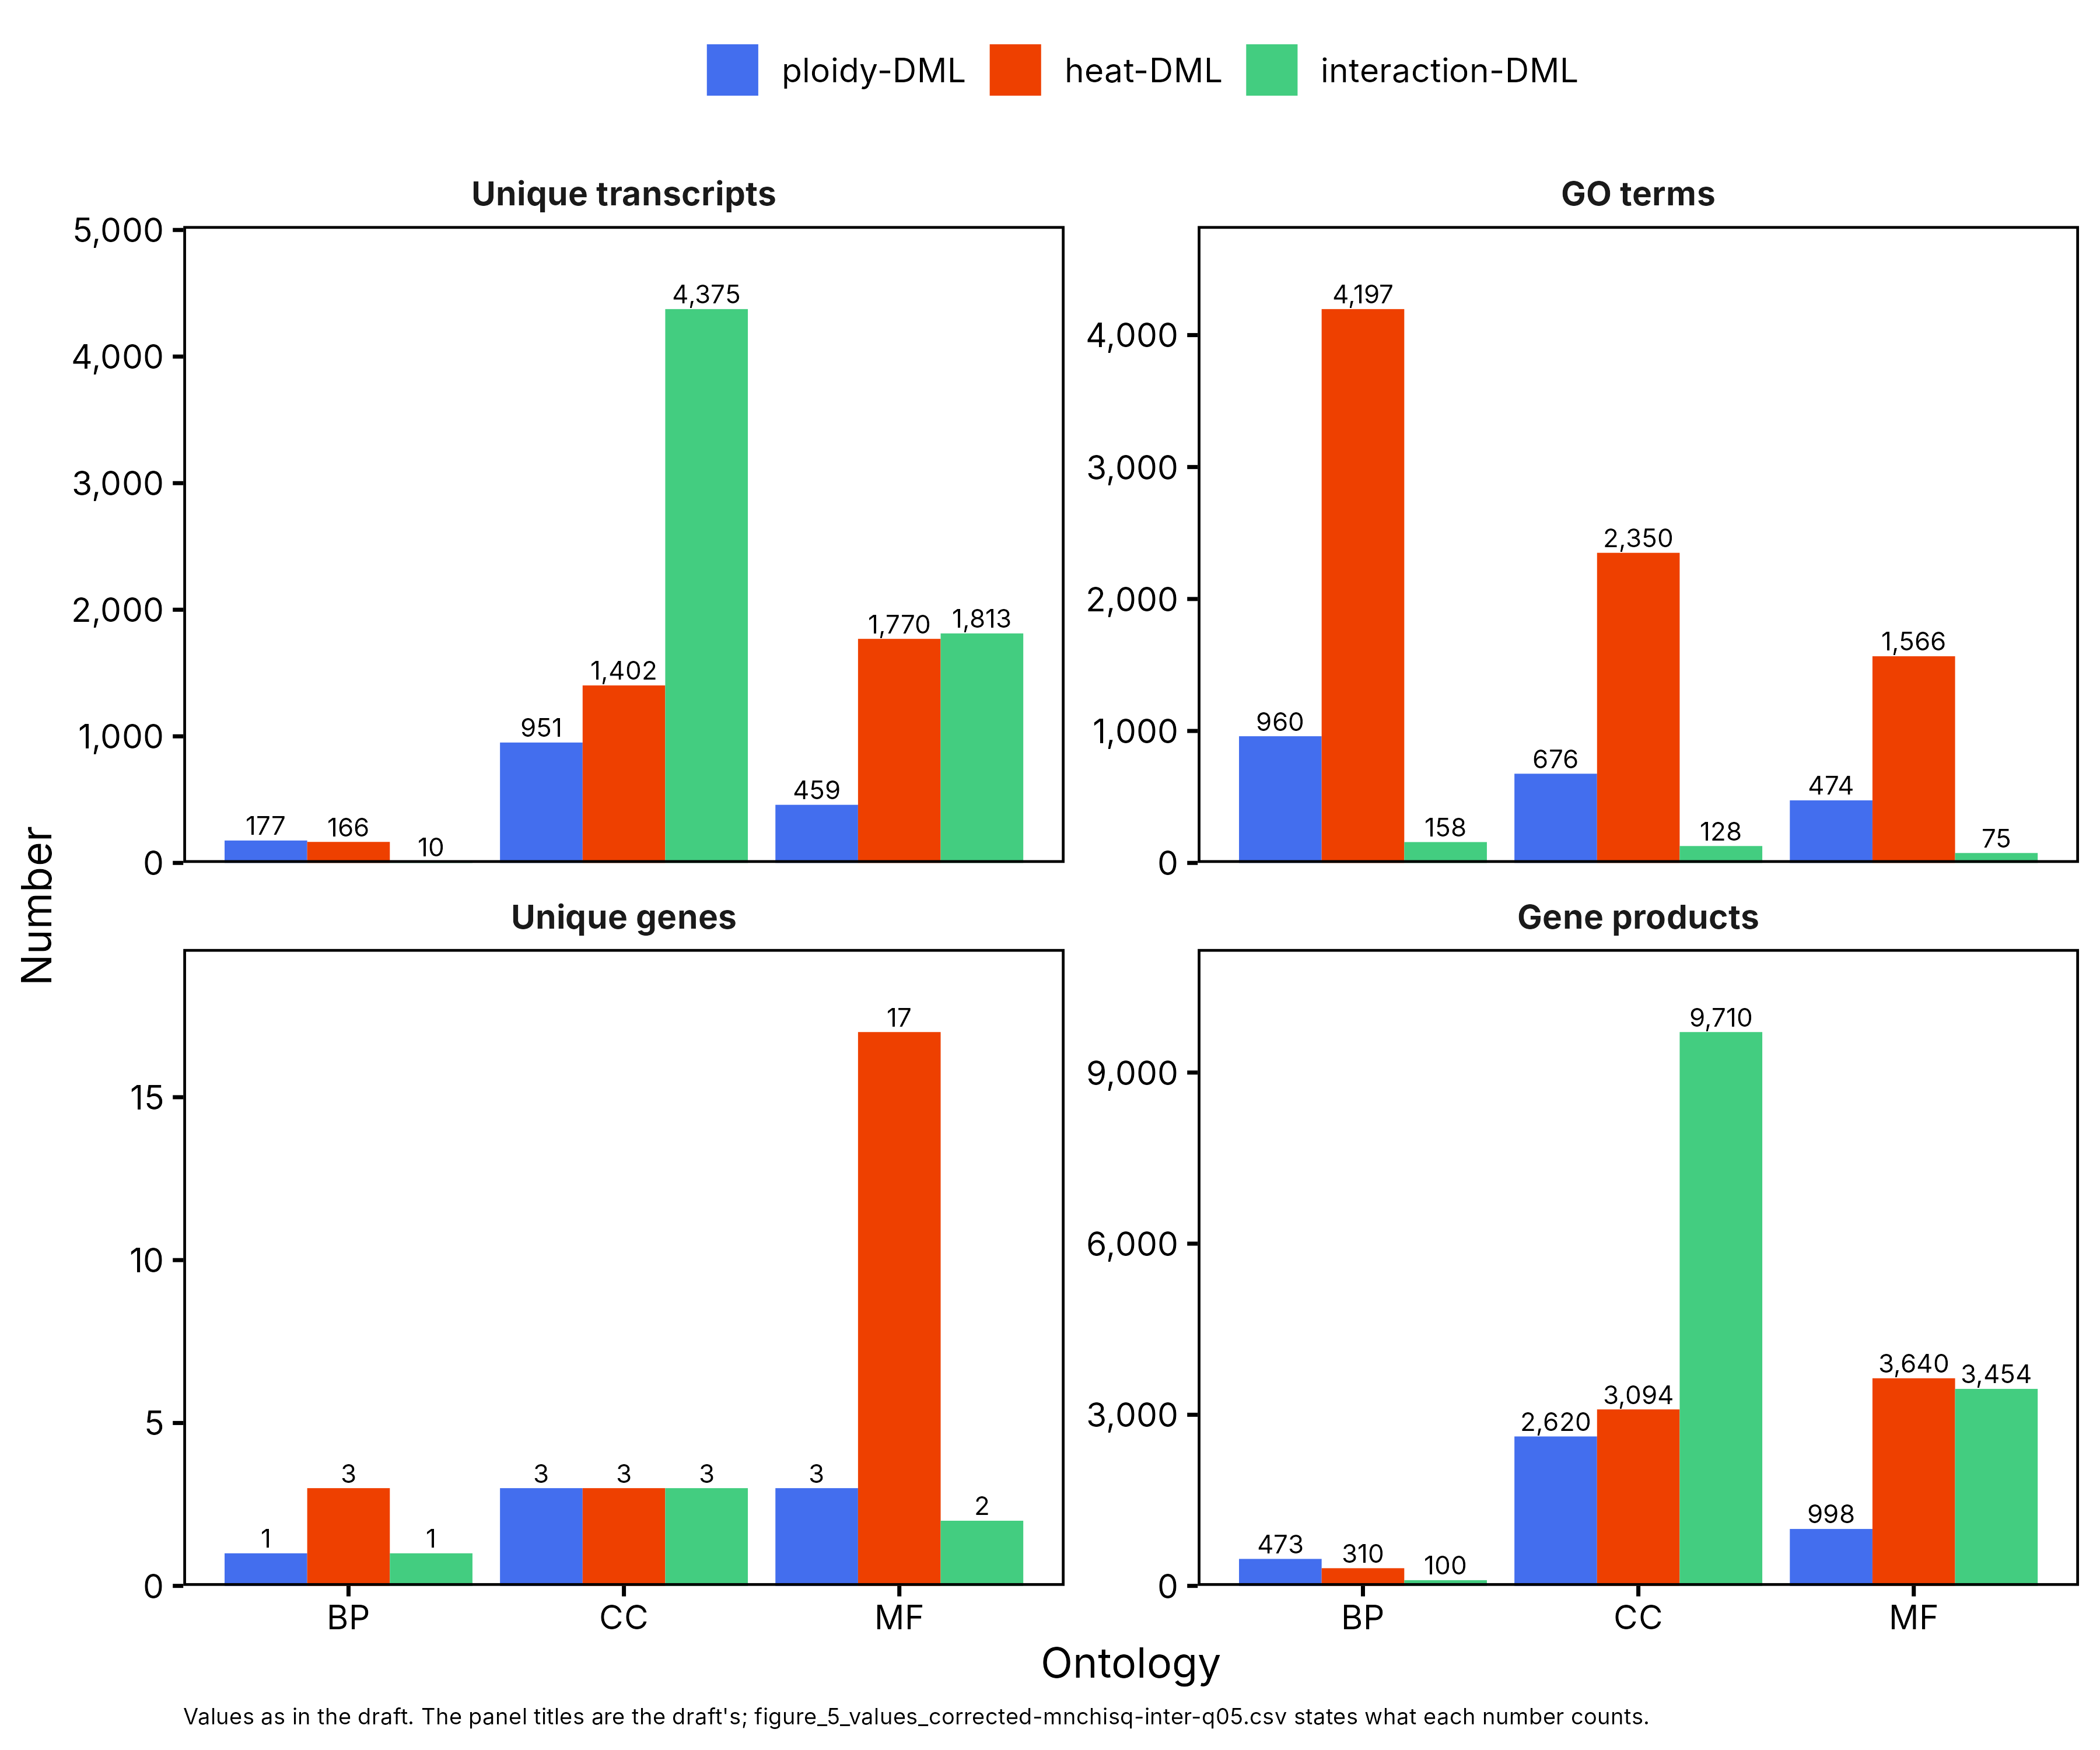 ploidy-DML heat-DML interaction-DML
Unique transcripts
5,000
4,000
3,000
2,000
1,000
0
177 166 10
951 1,402 4,375
459 1,770 1,813
GO terms
4,000
3,000
2,000
1,000
0
960 4,197 158
676 2,350 128
474 1,566 75
Number
Unique genes
15
10
5
0
1 3 1
3 3 3
3 17 2
BP CC MF
Gene products
9,000
6,000
3,000
0
473 310 100
2,620 3,094 9,710
998 3,640 3,454
BP CC MF
Ontology
Values as in the draft. The panel titles are the draft's; figure_5_values_corrected-mnchisq-inter-q05.csv states what each number counts.